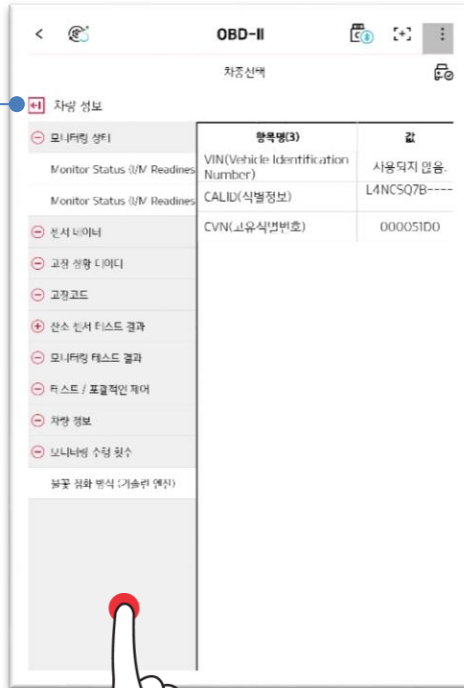 OBD-II
차종선택
차량 정보
모니터링 상태
항목명(3) 값
Monitor Status (I/M Readines
VIN(Vehicle Identification Number) 사용되지 않음.
Monitor Status (I/M Readines
CALID(식별정보) L4NCSQ7B----
CVN(고유식별번호) 000051D0
센서 데이터
고장 상황 데이터
고장코드
산소 센서 테스트 결과
모니터링 테스트 결과
테스트 / 포괄적인 제어
차량 정보
모니터링 수행 횟수
불꽃 점화 방식 (가솔린 엔진)